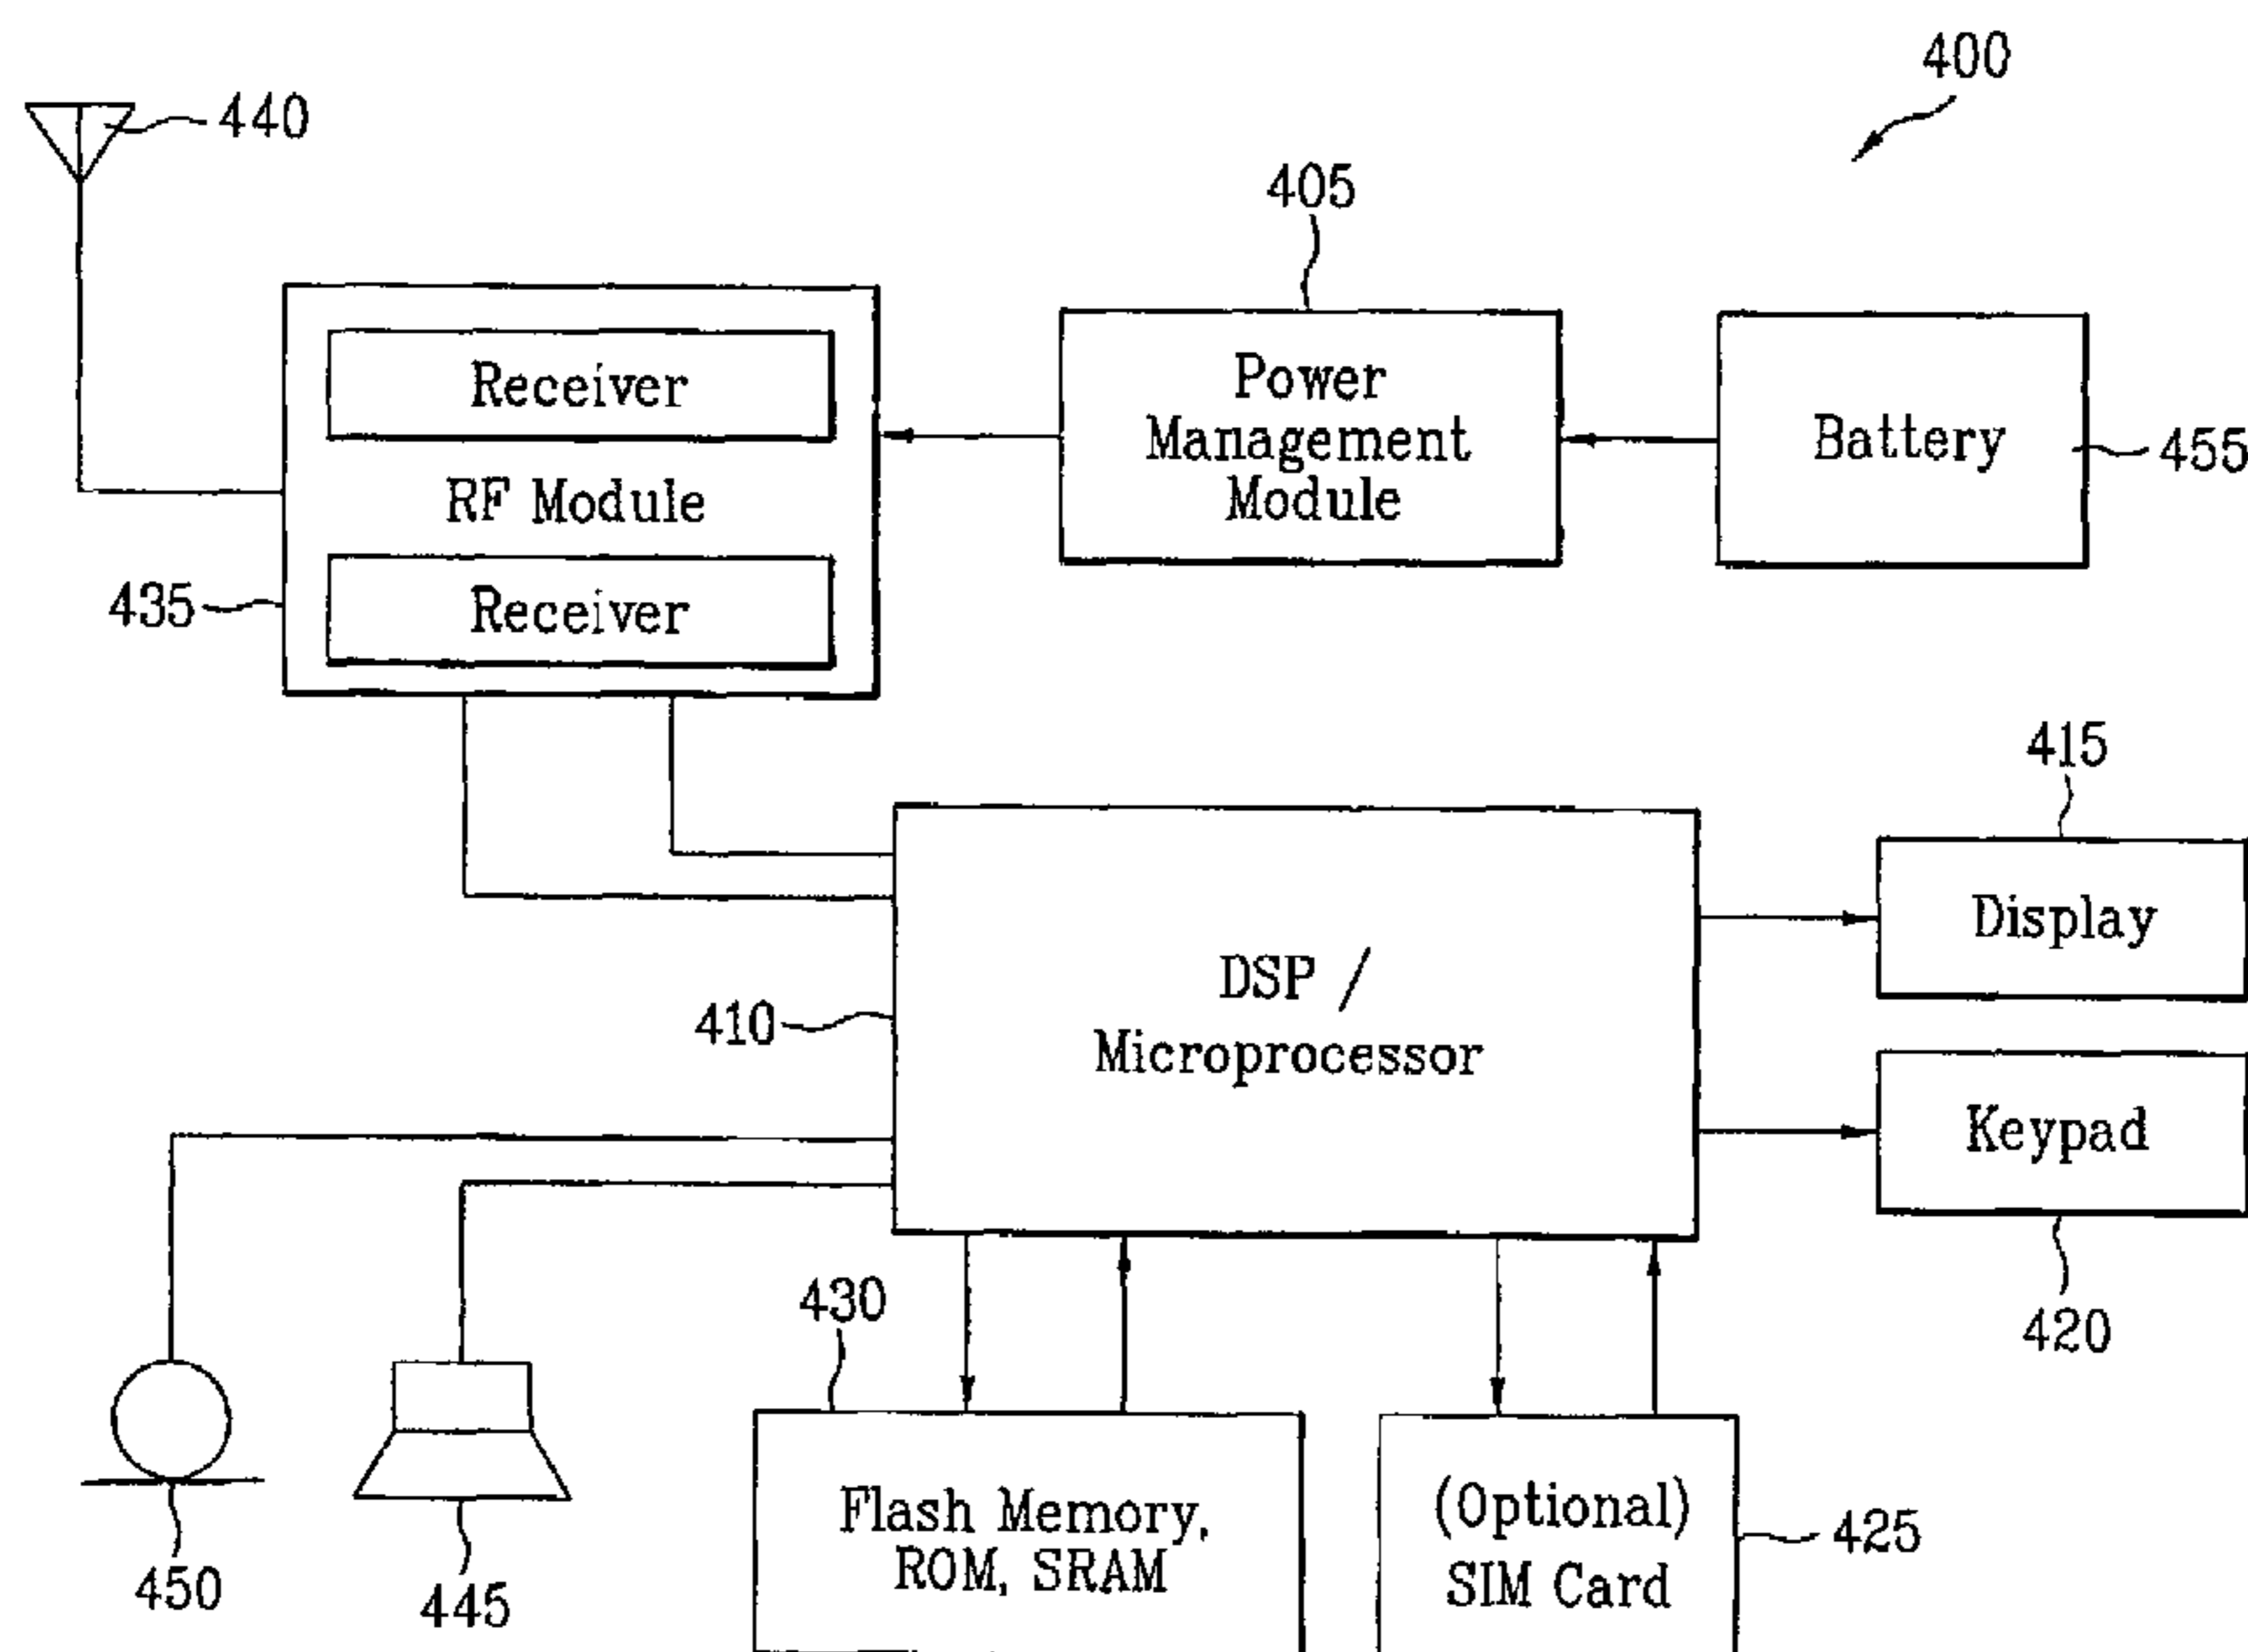 400
440
405
Receiver
RF Module
Receiver
435
Power
Management
Module
Battery
455
415
Display
410
DSP /
Microprocessor
Keypad
420
430
Flash Memory,
ROM, SRAM
(Optional)
SIM Card
425
450
445